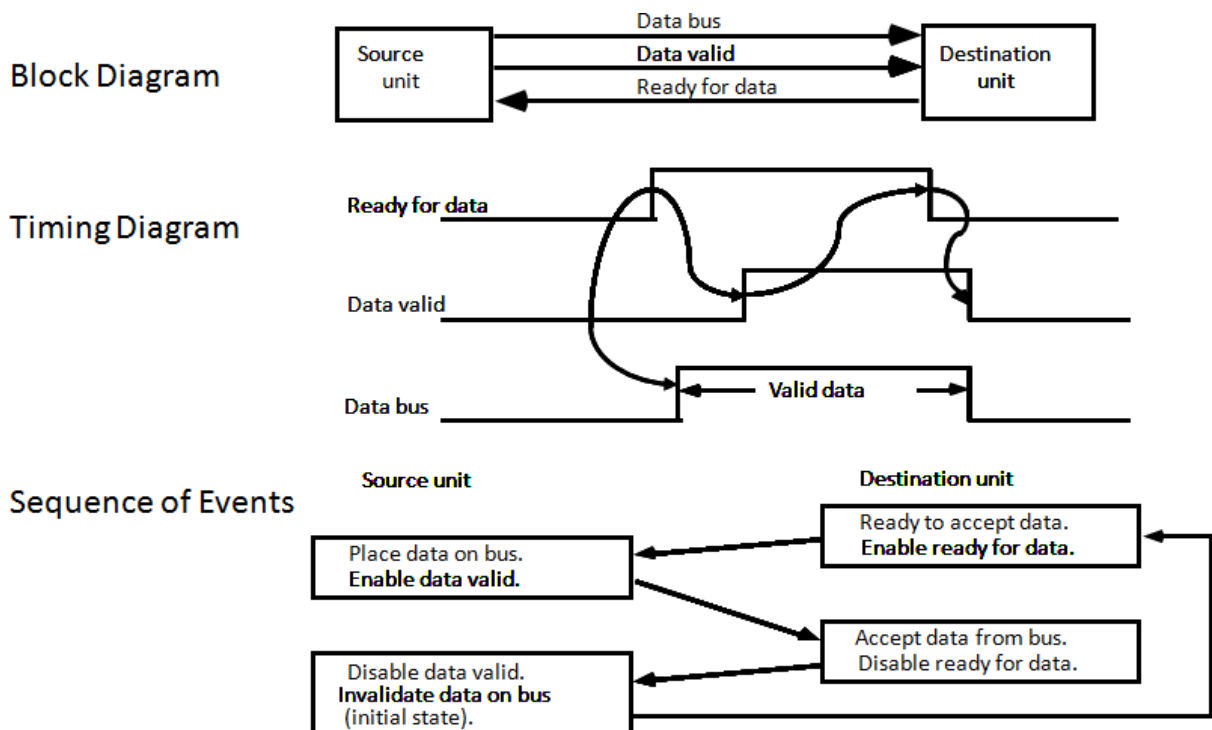 Block Diagram
Source
unit
Data bus
Data valid
Ready for data
Destination
unit
Timing Diagram
Ready for data
Data valid
Data bus
Valid data
Sequence of Events
Source unit
Destination unit
Ready to accept data.
Enable ready for data.
Place data on bus.
Enable data valid.
Accept data from bus.
Disable ready for data.
Disable data valid.
Invalidate data on bus
(initial state).